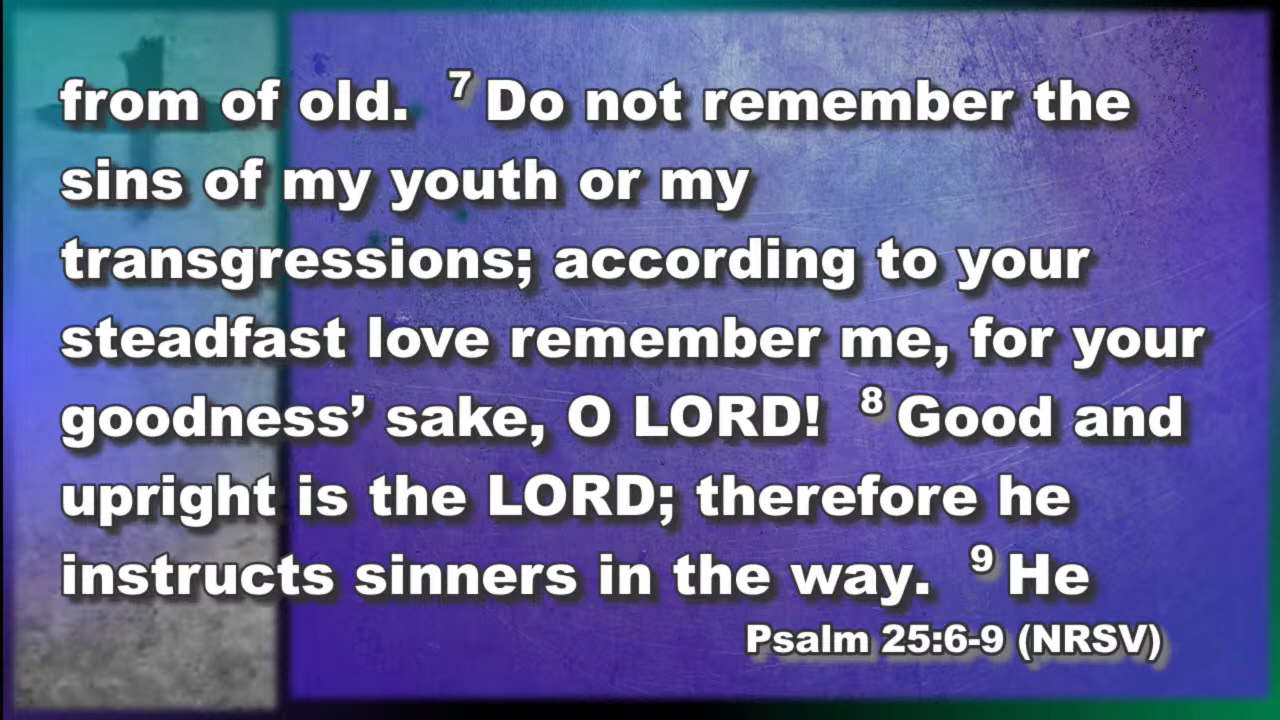 from of old. ⁷ Do not remember the
sins of my youth or my
transgressions; according to your
steadfast love remember me, for your
goodness’ sake, O LORD! ⁸ Good and
upright is the LORD; therefore he
instructs sinners in the way. ⁹ He
Psalm 25:6-9 (NRSV)